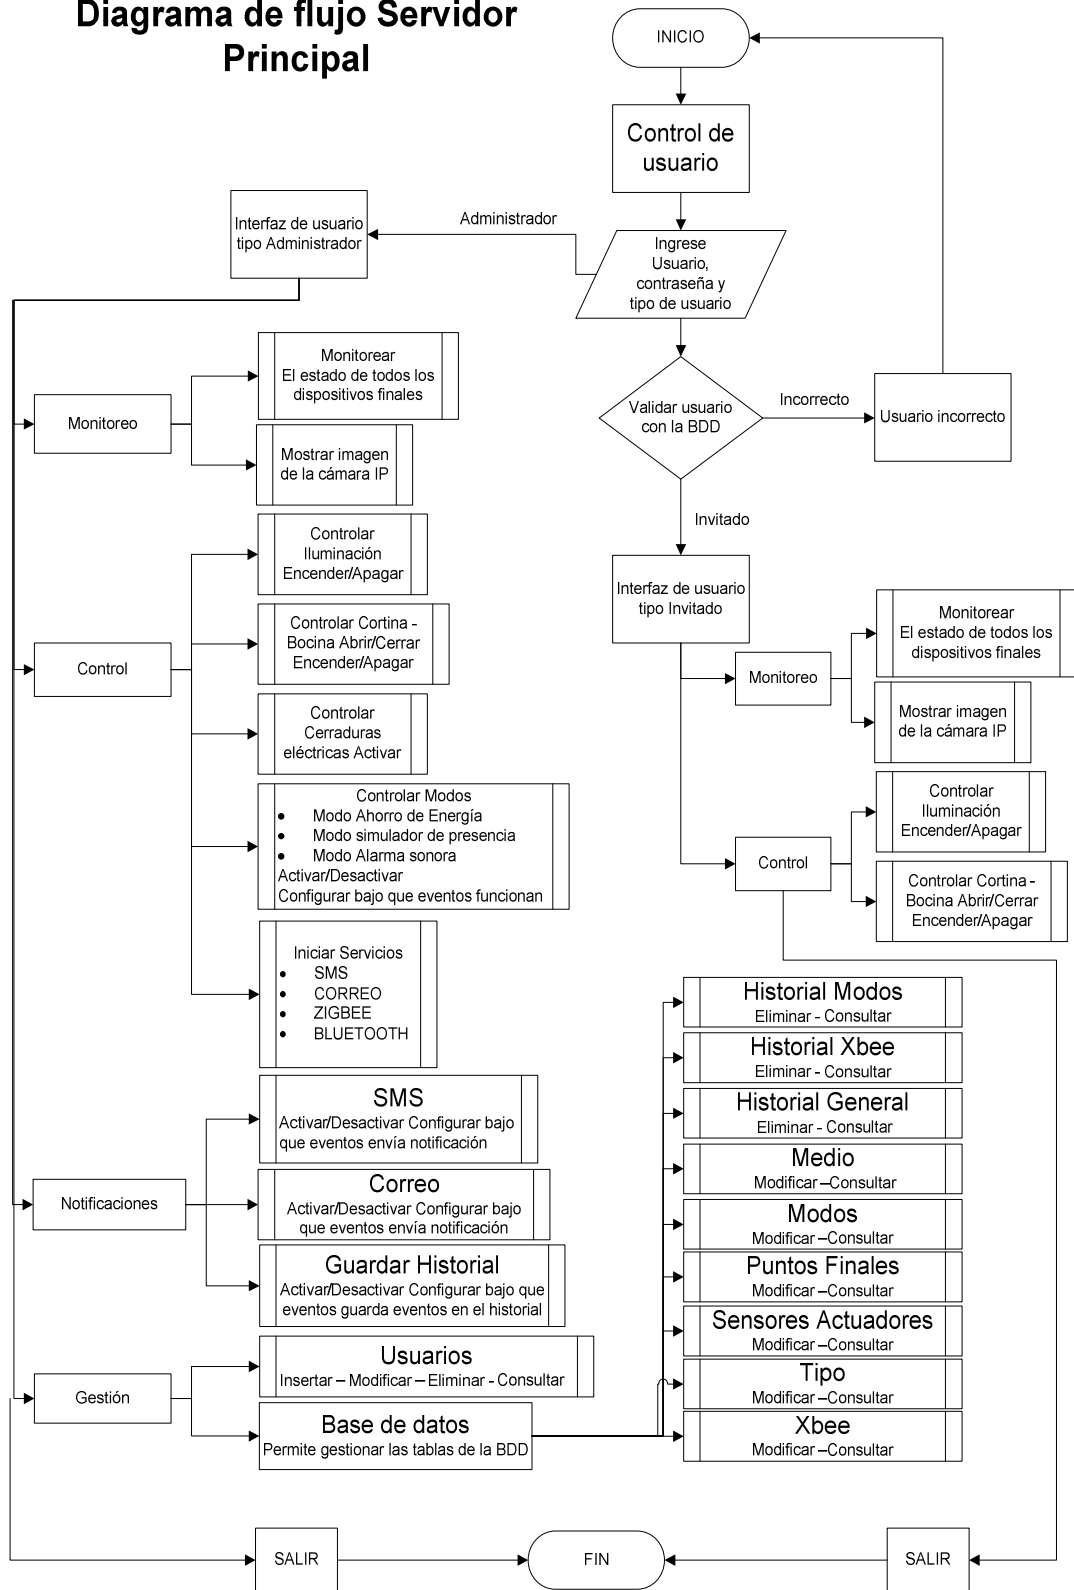 Diagrama de flujo Servidor
Principal
INICIO
Control de
usuario
Ingrese
Usuario,
contraseña y
tipo de usuario
Administrador
Interfaz de usuario
tipo Administrador
Validar usuario
con la BDD
Incorrecto
Usuario incorrecto
Invitado
Interfaz de usuario
tipo Invitado
Monitoreo
Monitorear
El estado de todos los
dispositivos finales
Mostrar imagen
de la cámara IP
Control
Controlar
Iluminación
Encender/Apagar
Controlar Cortina -
Bocina Abrir/Cerrar
Encender/Apagar
Controlar
Cerraduras
eléctricas Activar
Controlar Modos
• Modo Ahorro de Energía
• Modo simulador de presencia
• Modo Alarma sonora
Activar/Desactivar
Configurar bajo que eventos funcionan
Iniciar Servicios
• SMS
• CORREO
• ZIGBEE
• BLUETOOTH
Notificaciones
SMS
Activar/Desactivar Configurar bajo
que eventos envía notificación
Correo
Activar/Desactivar Configurar bajo
que eventos envía notificación
Guardar Historial
Activar/Desactivar Configurar bajo que
eventos guarda eventos en el historial
Gestión
Usuarios
Insertar – Modificar – Eliminar - Consultar
Base de datos
Permite gestionar las tablas de la BDD
Monitoreo
Monitorear
El estado de todos los
dispositivos finales
Mostrar imagen
de la cámara IP
Control
Controlar
Iluminación
Encender/Apagar
Controlar Cortina -
Bocina Abrir/Cerrar
Encender/Apagar
Historial Modos
Eliminar - Consultar
Historial Xbee
Eliminar - Consultar
Historial General
Eliminar - Consultar
Medio
Modificar –Consultar
Modos
Modificar –Consultar
Puntos Finales
Modificar –Consultar
Sensores Actuadores
Modificar –Consultar
Tipo
Modificar –Consultar
Xbee
Modificar –Consultar
SALIR
FIN
SALIR